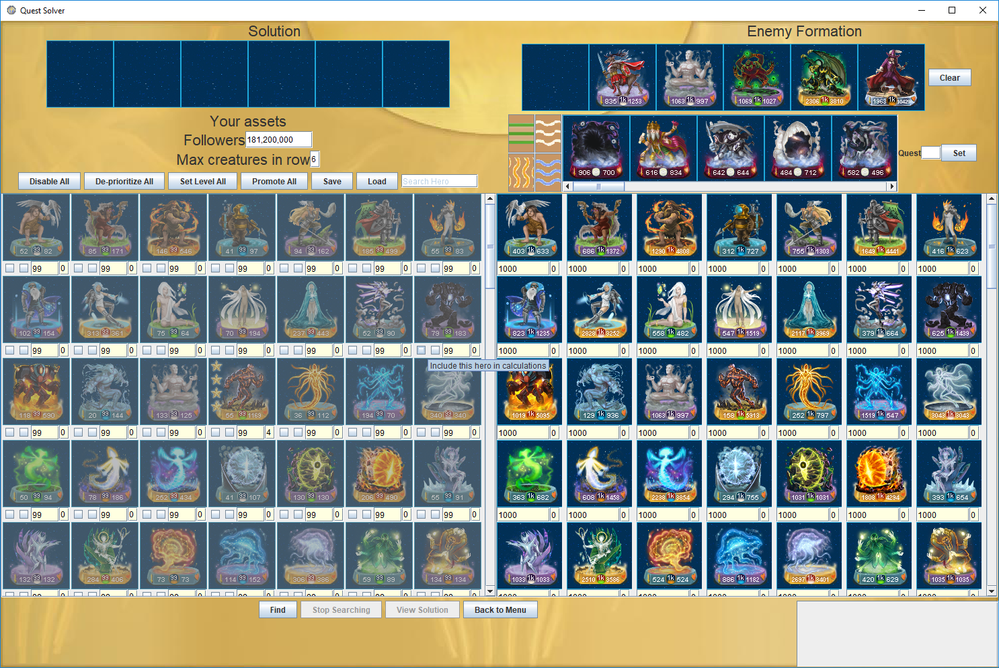 Quest Solver
Solution
Enemy Formation
835 1k 1253
1063 1k 997
1069 1k 1027
2306 1k 3810
1963 1k 10429
Clear
Your assets
Followers 181,200,000
Max creatures in row 6
906 700
616 834
642 644
484 712
582 496
Quest
Set
Disable All
De-prioritize All
Set Level All
Promote All
Save
Load
Search Hero
52 99 82
85 99 171
146 99 546
41 99 97
94 99 162
185 99 499
55 99 83
403 1k 633
686 1k 1372
1290 1k 4808
312 1k 727
755 1k 1303
1649 1k 4441
416 1k 623
99 0 99 0 99 0 99 0 99 0 99 0 99 0
1000 0 1000 0 1000 0 1000 0 1000 0 1000 0 1000 0
102 99 154
313 99 361
75 99 64
70 99 194
237 99 443
52 99 90
79 99 183
823 1k 1235
2828 1k 3252
558 1k 482
547 1k 1519
2117 1k 3969
379 1k 664
625 1k 1439
99 0 99 0 99 0 99 0 99 0 99 0 99 0
1000 0 1000 0 1000 0 1000 0 1000 0 1000 0 1000 0
Include this hero in calculations
118 99 590
20 99 144
133 99 125
55 99 1169
36 99 112
194 99 70
340 99 340
1019 1k 5095
129 1k 936
1063 1k 997
158 1k 5913
252 1k 797
1519 1k 547
3043 1k 3043
99 0 99 0 99 0 99 4 99 0 99 0 99 0
1000 0 1000 0 1000 0 1000 0 1000 0 1000 0 1000 0
50 99 94
78 99 186
252 99 434
41 99 107
130 99 130
206 99 490
55 99 91
363 1k 682
608 1k 1458
2238 1k 3854
294 1k 755
1031 1k 1031
1808 1k 4294
393 1k 654
99 0 99 0 99 0 99 0 99 0 99 0 99 0
1000 0 1000 0 1000 0 1000 0 1000 0 1000 0 1000 0
132 99 132
284 99 406
73 99 73
114 99 152
306 99 386
59 99 89
134 99 134
1033 1k 1033
2510 1k 3586
524 1k 524
886 1k 1182
2697 1k 3401
420 1k 629
1035 1k 1035
Find
Stop Searching
View Solution
Back to Menu